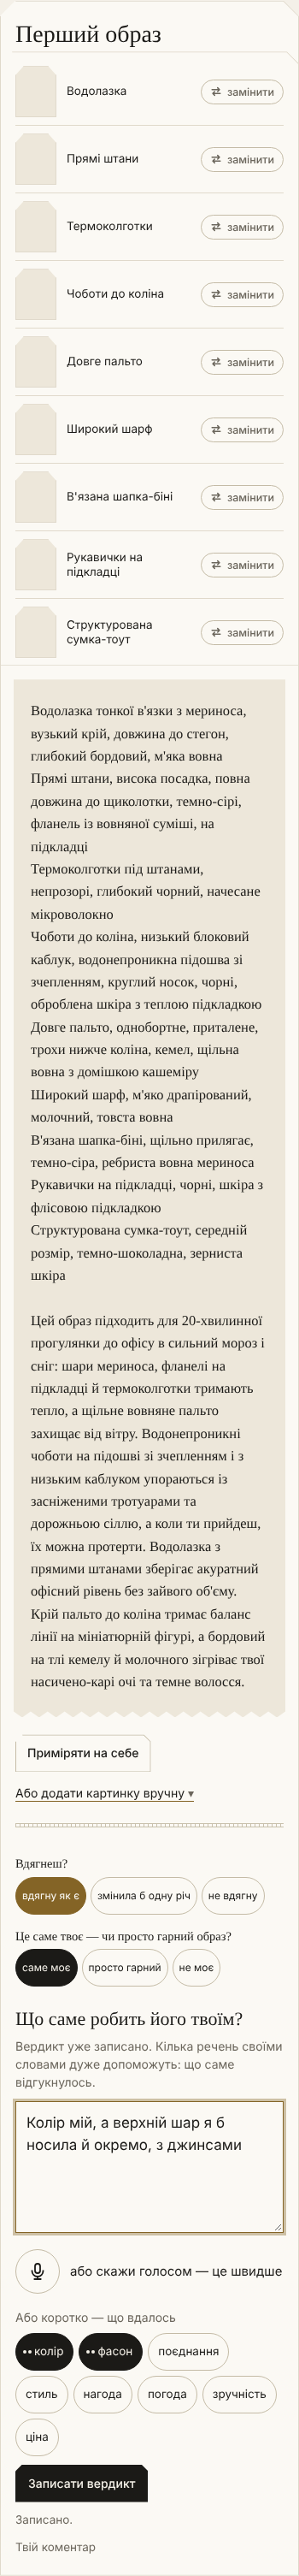 Перший образ
Водолазка
замінити
Прямі штани
замінити
Термоколготки
замінити
Чоботи до коліна
замінити
Довге пальто
замінити
Широкий шарф
замінити
В'язана шапка-біні
замінити
Рукавички на
підкладці
замінити
Структурована
сумка-тоут
замінити
Водолазка тонкої в'язки з мериноса,
вузький крій, довжина до стегон,
глибокий бордовий, м'яка вовна
Прямі штани, висока посадка, повна
довжина до щиколотки, темно-сірі,
фланель із вовняної суміші, на
підкладці
Термоколготки під штанами,
непрозорі, глибокий чорний, начесане
мікроволокно
Чоботи до коліна, низький блоковий
каблук, водонепроникна підошва зі
зчепленням, круглий носок, чорні,
оброблена шкіра з теплою підкладкою
Довге пальто, однобортне, приталене,
трохи нижче коліна, кемел, щільна
вовна з домішкою кашеміру
Широкий шарф, м'яко драпірований,
молочний, товста вовна
В'язана шапка-біні, щільно прилягає,
темно-сіра, ребриста вовна мериноса
Рукавички на підкладці, чорні, шкіра з
флісовою підкладкою
Структурована сумка-тоут, середній
розмір, темно-шоколадна, зерниста
шкіра
Цей образ підходить для 20-хвилинної
прогулянки до офісу в сильний мороз і
сніг: шари мериноса, фланелі на
підкладці й термоколготки тримають
тепло, а щільне вовняне пальто
захищає від вітру. Водонепроникні
чоботи на підошві зі зчепленням і з
низьким каблуком упораються із
засніженими тротуарами та
дорожньою сіллю, а коли ти прийдеш,
їх можна протерти. Водолазка з
прямими штанами зберігає акуратний
офісний рівень без зайвого об'єму.
Крій пальто до коліна тримає баланс
лінії на мініатюрній фігурі, а бордовий
на тлі кемелу й молочного зігріває твої
насичено-карі очі та темне волосся.
Приміряти на себе
Або додати картинку вручну ▾
Вдягнеш?
вдягну як є
змінила б одну річ
не вдягну
Це саме твоє — чи просто гарний образ?
саме моє
просто гарний
не моє
Що саме робить його твоїм?
Вердикт уже записано. Кілька речень своїми
словами дуже допоможуть: що саме
відгукнулось.
Колір мій, а верхній шар я б
носила й окремо, з джинсами
або скажи голосом — це швидше
Або коротко — що вдалось
•• колір
•• фасон
поєднання
стиль
нагода
погода
зручність
ціна
Записати вердикт
Записано.
Твій коментар